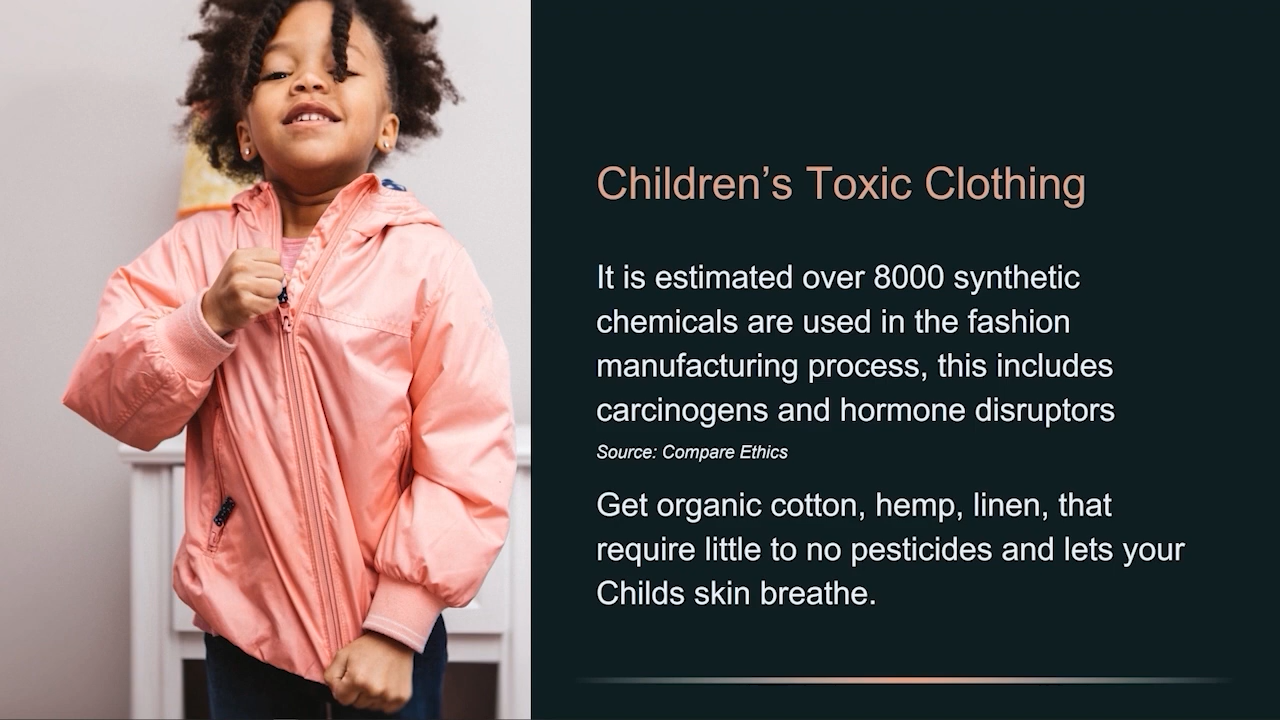 Children’s Toxic Clothing
It is estimated over 8000 synthetic
chemicals are used in the fashion
manufacturing process, this includes
carcinogens and hormone disruptors
Source: Compare Ethics
Get organic cotton, hemp, linen, that
require little to no pesticides and lets your
Childs skin breathe.